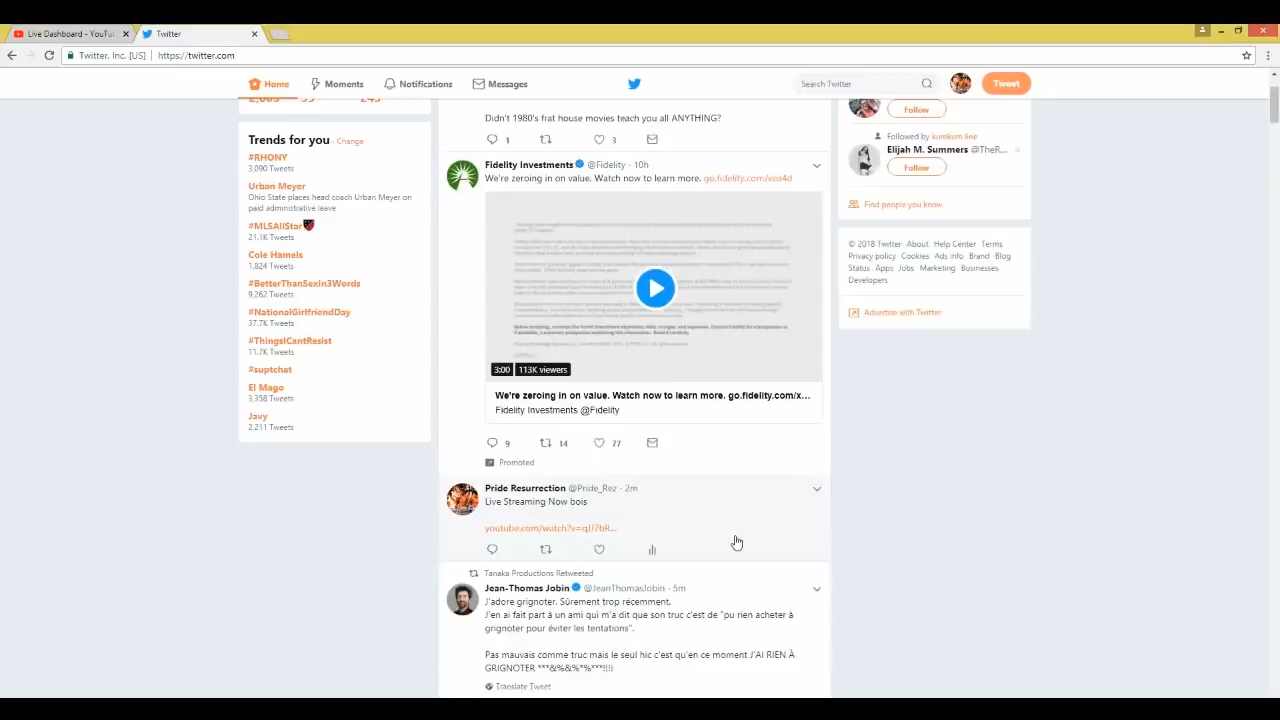 Live Dashboard - YouTu
Twitter
Twitter, Inc. [US]
https://twitter.com
Home
Moments
Notifications
Messages
Search Twitter
Tweet
Trends for you · Change
#RHONY
3,090 Tweets
Urban Meyer
Ohio State places head coach Urban Meyer on
paid administrative leave
#MLSAllStar
21.1K Tweets
Cole Hamels
1,824 Tweets
#BetterThanSexIn3Words
9,262 Tweets
#NationalGirlfriendDay
37.7K Tweets
#ThingsICantResist
11.7K Tweets
#suptchat
El Mago
3,358 Tweets
Javy
2,211 Tweets
Didn't 1980's frat house movies teach you all ANYTHING?
1
3
Fidelity Investments @Fidelity · 10h
We're zeroing in on value. Watch now to learn more. go.fidelity.com/xea4d
3:00
113K viewers
We're zeroing in on value. Watch now to learn more. go.fidelity.com/x...
Fidelity Investments @Fidelity
9
14
77
Promoted
Pride Resurrection @Pride_Rez · 2m
Live Streaming Now bois
youtube.com/watch?v=qJJ7bR...
Tanaka Productions Retweeted
Jean-Thomas Jobin @JeanThomasJobin · 5m
J'adore grignoter. Sûrement trop récemment.
J'en ai fait part à un ami qui m'a dit que son truc c'est de "pu rien acheter à
grignoter pour éviter les tentations".
Pas mauvais comme truc mais le seul hic c'est qu'en ce moment J'AI RIEN À
GRIGNOTER ***&%&%*%***!!!!
Translate Tweet
Follow
Followed by kumkum line
Elijah M. Summers @TheR...
Follow
Find people you know
© 2018 Twitter About Help Center Terms
Privacy policy Cookies Ads info Brand Blog
Status Apps Jobs Marketing Businesses
Developers
Advertise with Twitter